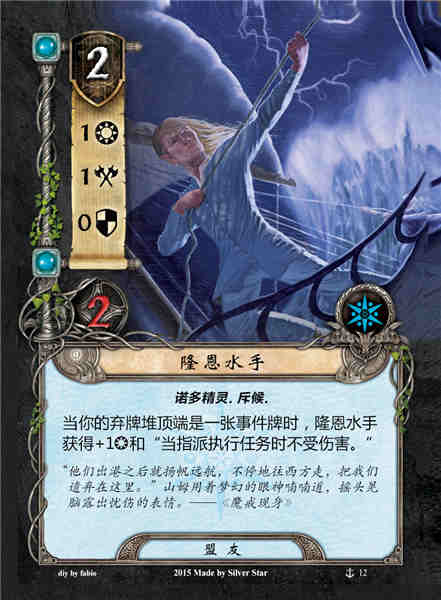 2
1
1
0
2
隆恩水手
诺多精灵. 斥候.
当你的弃牌堆顶端是一张事件牌时，隆恩水手
获得+1和“当指派执行任务时不受伤害。”
“他们出港之后就扬帆远航，不停地往西方走，把我们
遗弃在这里。”山姆用着梦幻的眼神喃喃道，摇头晃
脑露出忧伤的表情。——《魔戒现身》
盟友
diy by fabio
2015 Made by Silver Star
12